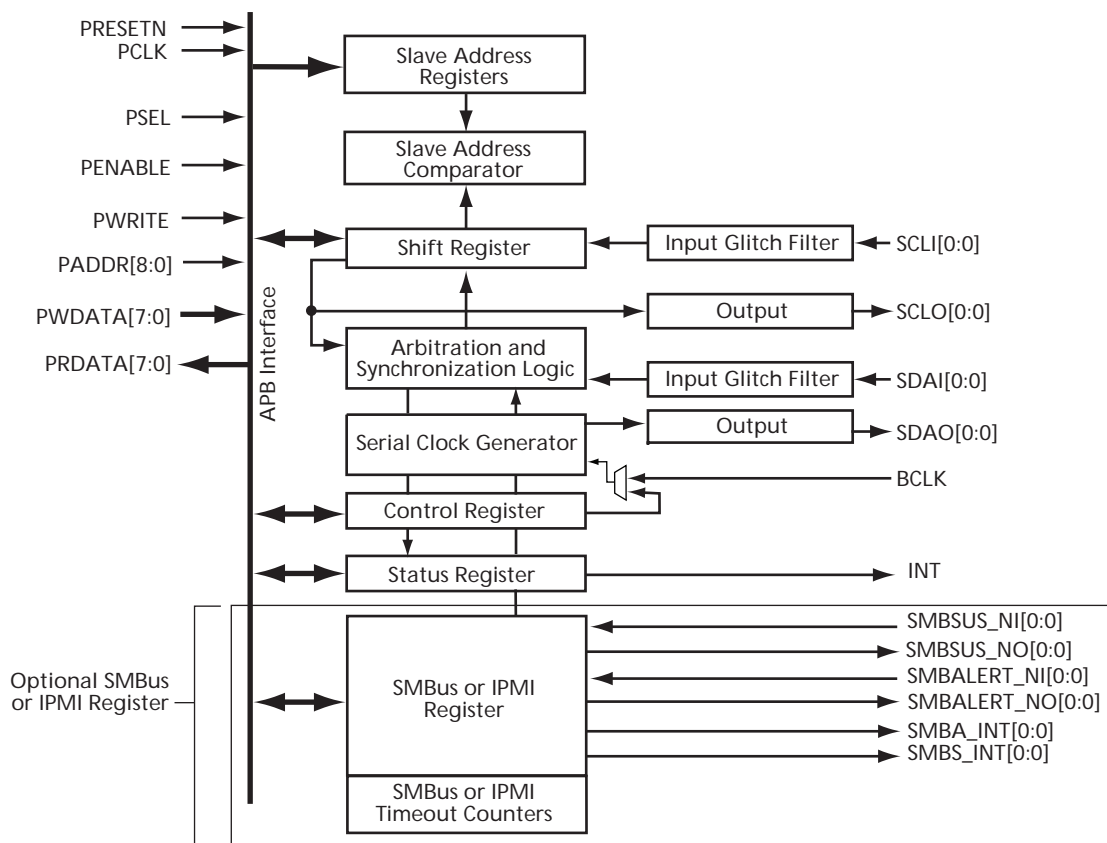 PRESETN
PCLK
PSEL
PENABLE
PWRITE
PADDR[8:0]
PWDATA[7:0]
PRDATA[7:0]
APB Interface
Slave Address
Registers
Slave Address
Comparator
Shift Register
Input Glitch Filter
SCLI[0:0]
Output
SCLO[0:0]
Arbitration and
Synchronization Logic
Input Glitch Filter
SDAI[0:0]
Output
SDAO[0:0]
Serial Clock Generator
BCLK
Control Register
Status Register
INT
Optional SMBus
or IPMI Register
SMBus or IPMI
Register
SMBSUS_NI[0:0]
SMBSUS_NO[0:0]
SMBALERT_NI[0:0]
SMBALERT_NO[0:0]
SMBA_INT[0:0]
SMBS_INT[0:0]
SMBus or IPMI
Timeout Counters